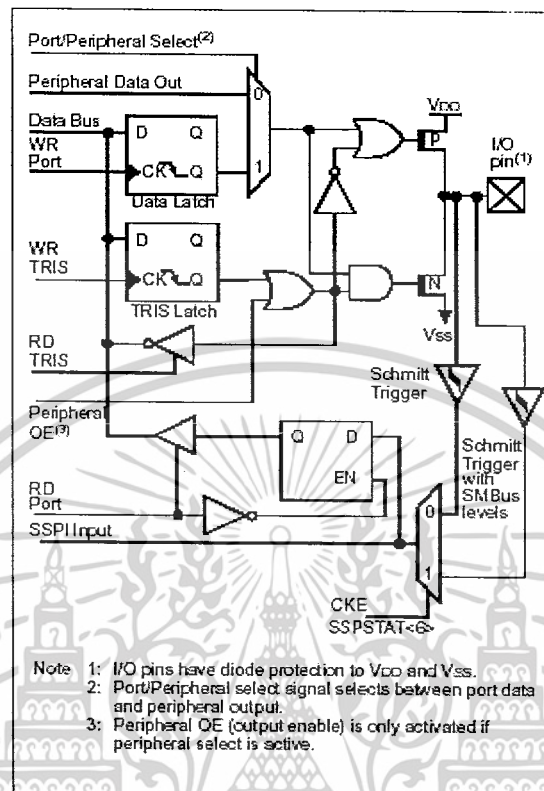 Port/Peripheral Select(2)
Peripheral Data Out
Data Bus
WR
Port
D Q
CK Q
Data Latch
0
1
VDD
P
I/O
pin(1)
WR
TRIS
D Q
CK Q
TRIS Latch
N
VSS
RD
TRIS
Schmitt
Trigger
Peripheral
OE(3)
Q D
EN
Schmitt
Trigger
with
SMBus
levels
RD
Port
SSPI Input
0
1
CKE
SSPSTAT<6>
Note 1: I/O pins have diode protection to VDD and VSS.
2: Port/Peripheral select signal selects between port data
and peripheral output.
3: Peripheral OE (output enable) is only activated if
peripheral select is active.